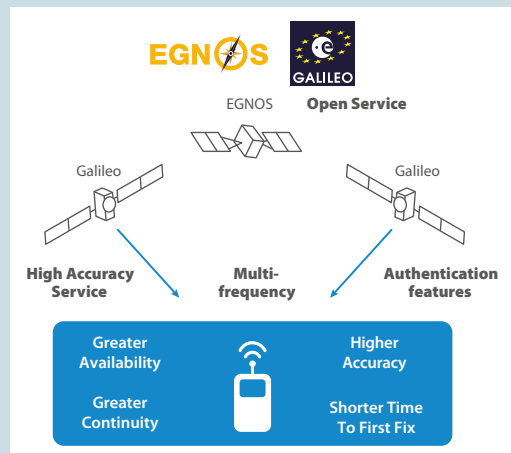 EGNOS
GALILEO
EGNOS
Open Service
Galileo
Galileo
High Accuracy
Service
Multi-
frequency
Authentication
features
Greater
Availability
Higher
Accuracy
Greater
Continuity
Shorter Time
To First Fix